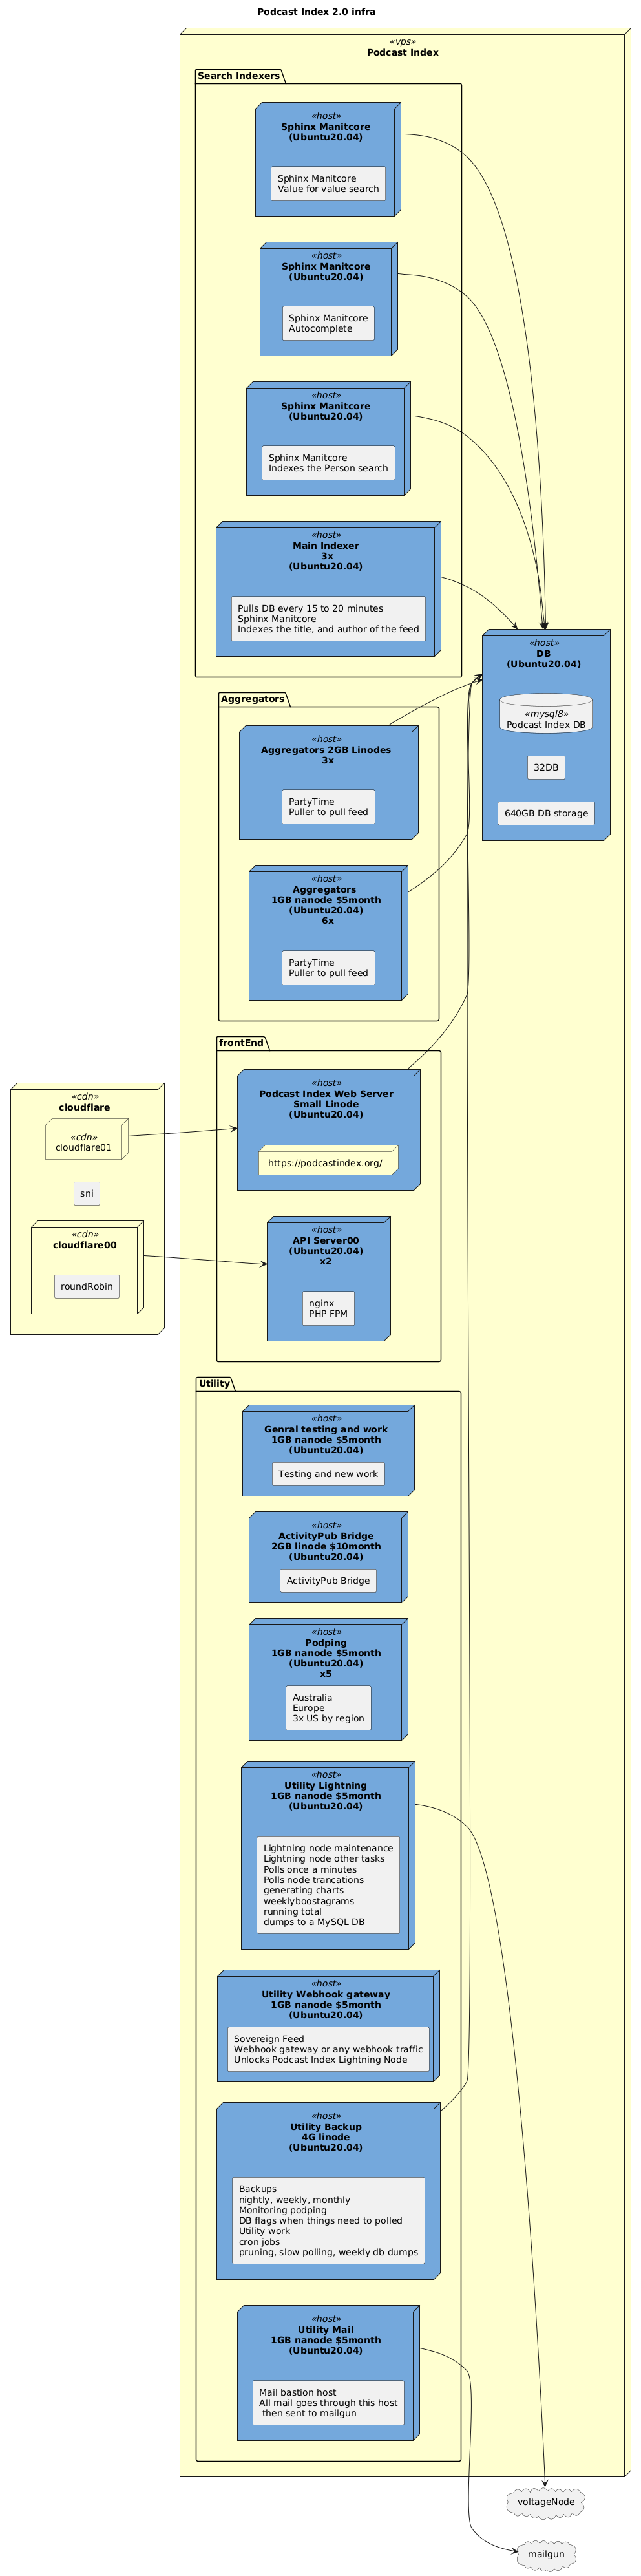 Podcast Index 2.0 infra
«vps»
Podcast Index
Search Indexers
«host»
Sphinx Manitcore
(Ubuntu20.04)
Sphinx Manitcore
Value for value search
«host»
Sphinx Manitcore
(Ubuntu20.04)
Sphinx Manitcore
Autocomplete
«host»
Sphinx Manitcore
(Ubuntu20.04)
Sphinx Manitcore
Indexes the Person search
«host»
Main Indexer
3x
(Ubuntu20.04)
Pulls DB every 15 to 20 minutes
Sphinx Manitcore
Indexes the title, and author of the feed
«host»
DB
(Ubuntu20.04)
«mysql8»
Podcast Index DB
32DB
640GB DB storage
Aggregators
«host»
Aggregators 2GB Linodes
3x
PartyTime
Puller to pull feed
«host»
Aggregators
1GB nanode $5month
(Ubuntu20.04)
6x
PartyTime
Puller to pull feed
frontEnd
«host»
Podcast Index Web Server
Small Linode
(Ubuntu20.04)
https://podcastindex.org/
«host»
API Server00
(Ubuntu20.04)
x2
nginx
PHP FPM
«cdn»
cloudflare
«cdn»
cloudflare01
sni
«cdn»
cloudflare00
roundRobin
Utility
«host»
Genral testing and work
1GB nanode $5month
(Ubuntu20.04)
Testing and new work
«host»
ActivityPub Bridge
2GB linode $10month
(Ubuntu20.04)
ActivityPub Bridge
«host»
Podping
1GB nanode $5month
(Ubuntu20.04)
x5
Australia
Europe
3x US by region
«host»
Utility Lightning
1GB nanode $5month
(Ubuntu20.04)
Lightning node maintenance
Lightning node other tasks
Polls once a minutes
Polls node trancations
generating charts
weeklyboostagrams
running total
dumps to a MySQL DB
«host»
Utility Webhook gateway
1GB nanode $5month
(Ubuntu20.04)
Sovereign Feed
Webhook gateway or any webhook traffic
Unlocks Podcast Index Lightning Node
«host»
Utility Backup
4G linode
(Ubuntu20.04)
Backups
nightly, weekly, monthly
Monitoring podping
DB flags when things need to polled
Utility work
cron jobs
pruning, slow polling, weekly db dumps
«host»
Utility Mail
1GB nanode $5month
(Ubuntu20.04)
Mail bastion host
All mail goes through this host
then sent to mailgun
voltageNode
mailgun